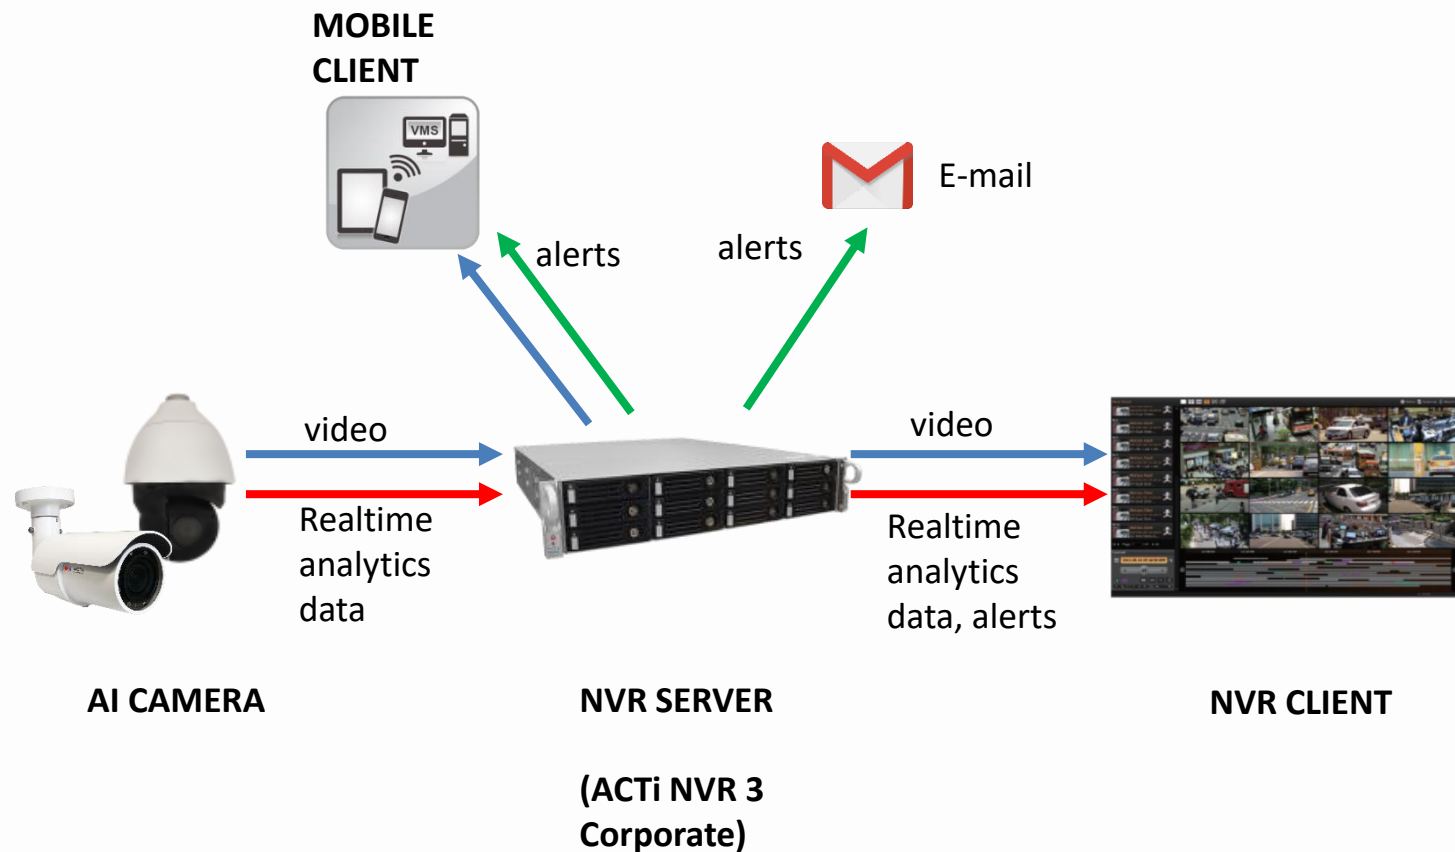 MOBILE
CLIENT
VMS
E-mail
alerts
alerts
video
video
Realtime
analytics
data
Realtime
analytics
data, alerts
AI CAMERA
NVR SERVER
NVR CLIENT
(ACTi NVR 3
Corporate)